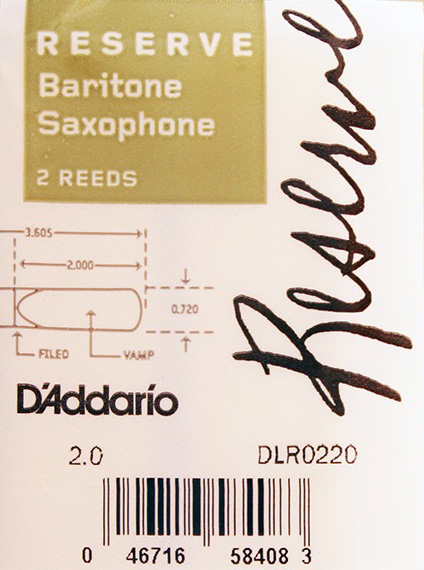 RESERVE
Baritone
Saxophone
2 REEDS
Reserve
3.605
2.000
0.720
FILED
VAMP
D'Addario
2.0 DLR0220
0 46716 58408 3